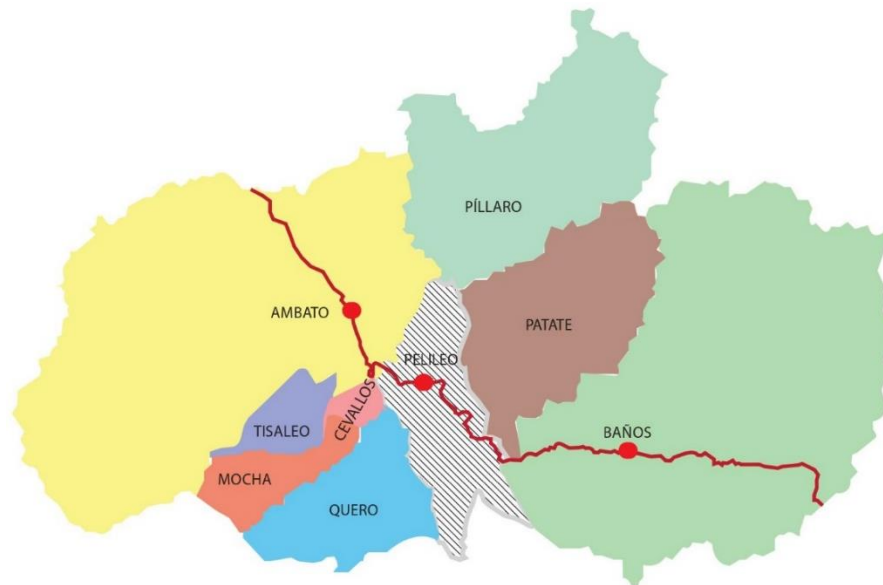 PÍLLARO
AMBATO
PATATE
PELILEO
CEVALLOS
TISALEO
BAÑOS
MOCHA
QUERO